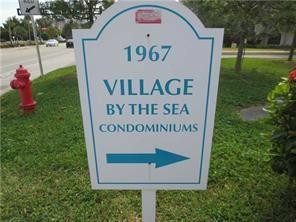 1967
VILLAGE
BY THE SEA
CONDOMINIUMS